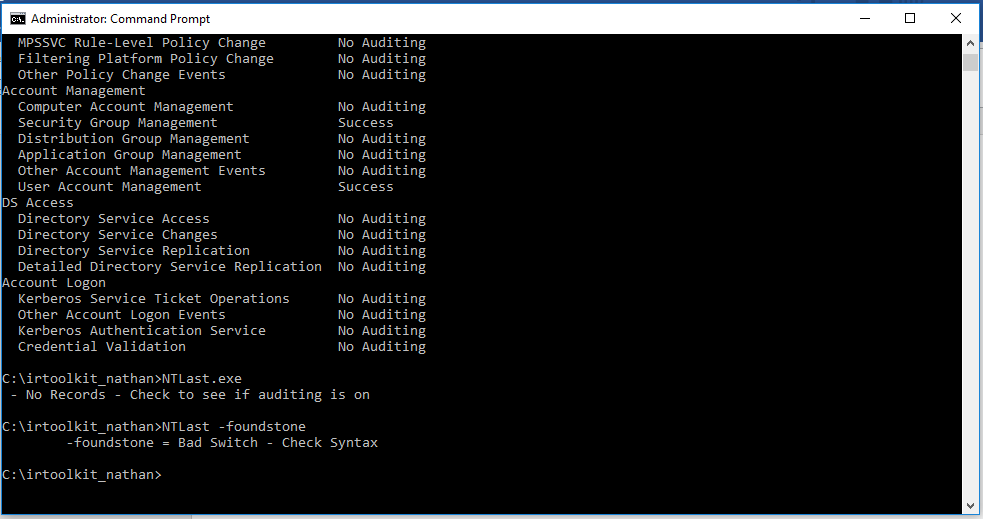 Administrator: Command Prompt
MPSSVC Rule-Level Policy Change No Auditing
Filtering Platform Policy Change No Auditing
Other Policy Change Events No Auditing
Account Management
Computer Account Management No Auditing
Security Group Management Success
Distribution Group Management No Auditing
Application Group Management No Auditing
Other Account Management Events No Auditing
User Account Management Success
DS Access
Directory Service Access No Auditing
Directory Service Changes No Auditing
Directory Service Replication No Auditing
Detailed Directory Service Replication No Auditing
Account Logon
Kerberos Service Ticket Operations No Auditing
Other Account Logon Events No Auditing
Kerberos Authentication Service No Auditing
Credential Validation No Auditing
C:\irtoolkit_nathan>NTLast.exe
- No Records - Check to see if auditing is on
C:\irtoolkit_nathan>NTLast -foundstone
-foundstone = Bad Switch - Check Syntax
C:\irtoolkit_nathan>